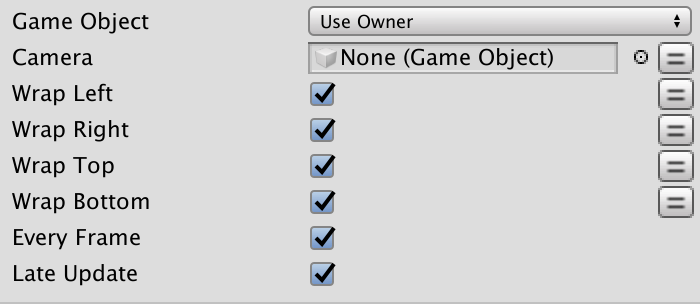 Game Object Use Owner
Camera None (Game Object)
Wrap Left
Wrap Right
Wrap Top
Wrap Bottom
Every Frame
Late Update